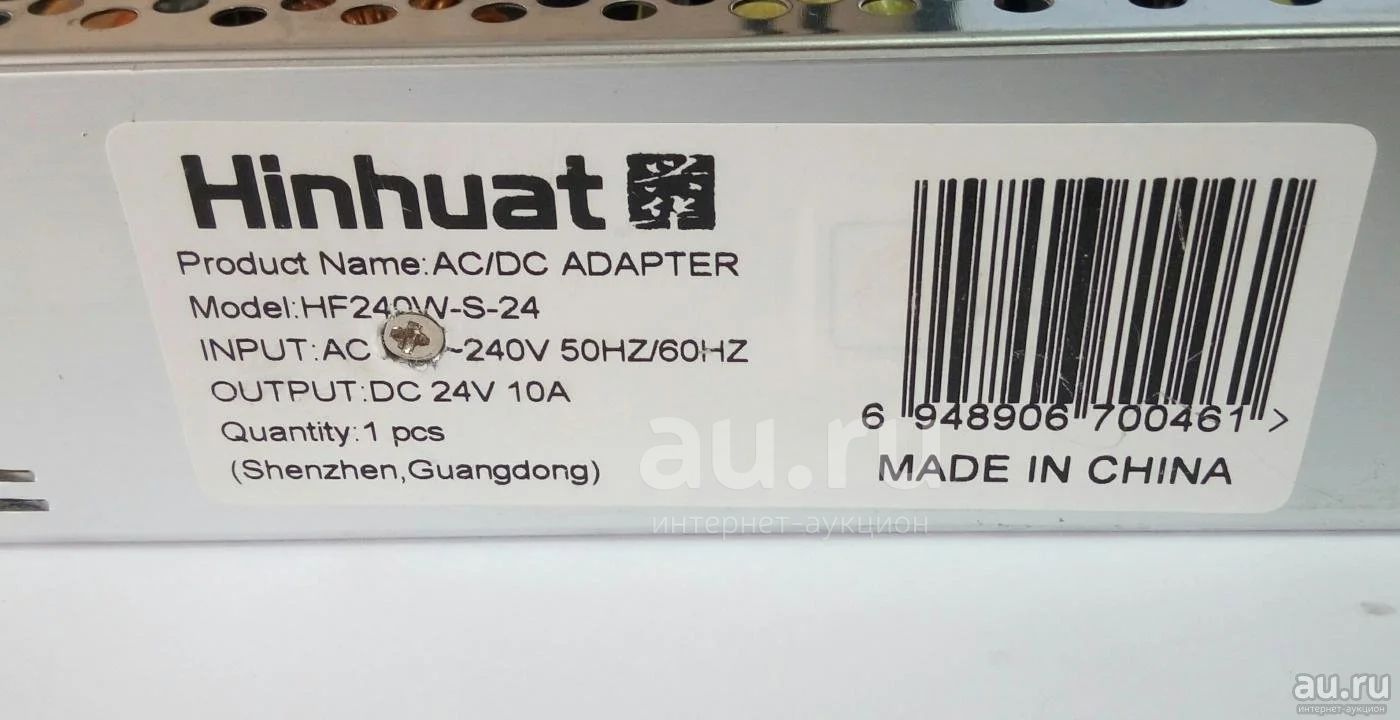 Hinhuat
Product Name:AC/DC ADAPTER
Model:HF240W-S-24
INPUT:AC ~240V 50HZ/60HZ
OUTPUT:DC 24V 10A
Quantity:1 pcs
(Shenzhen,Guangdong)
6 948906 700461 >
MADE IN CHINA
au.ru
интернет-аукцион
au.ru
интернет-аукцион